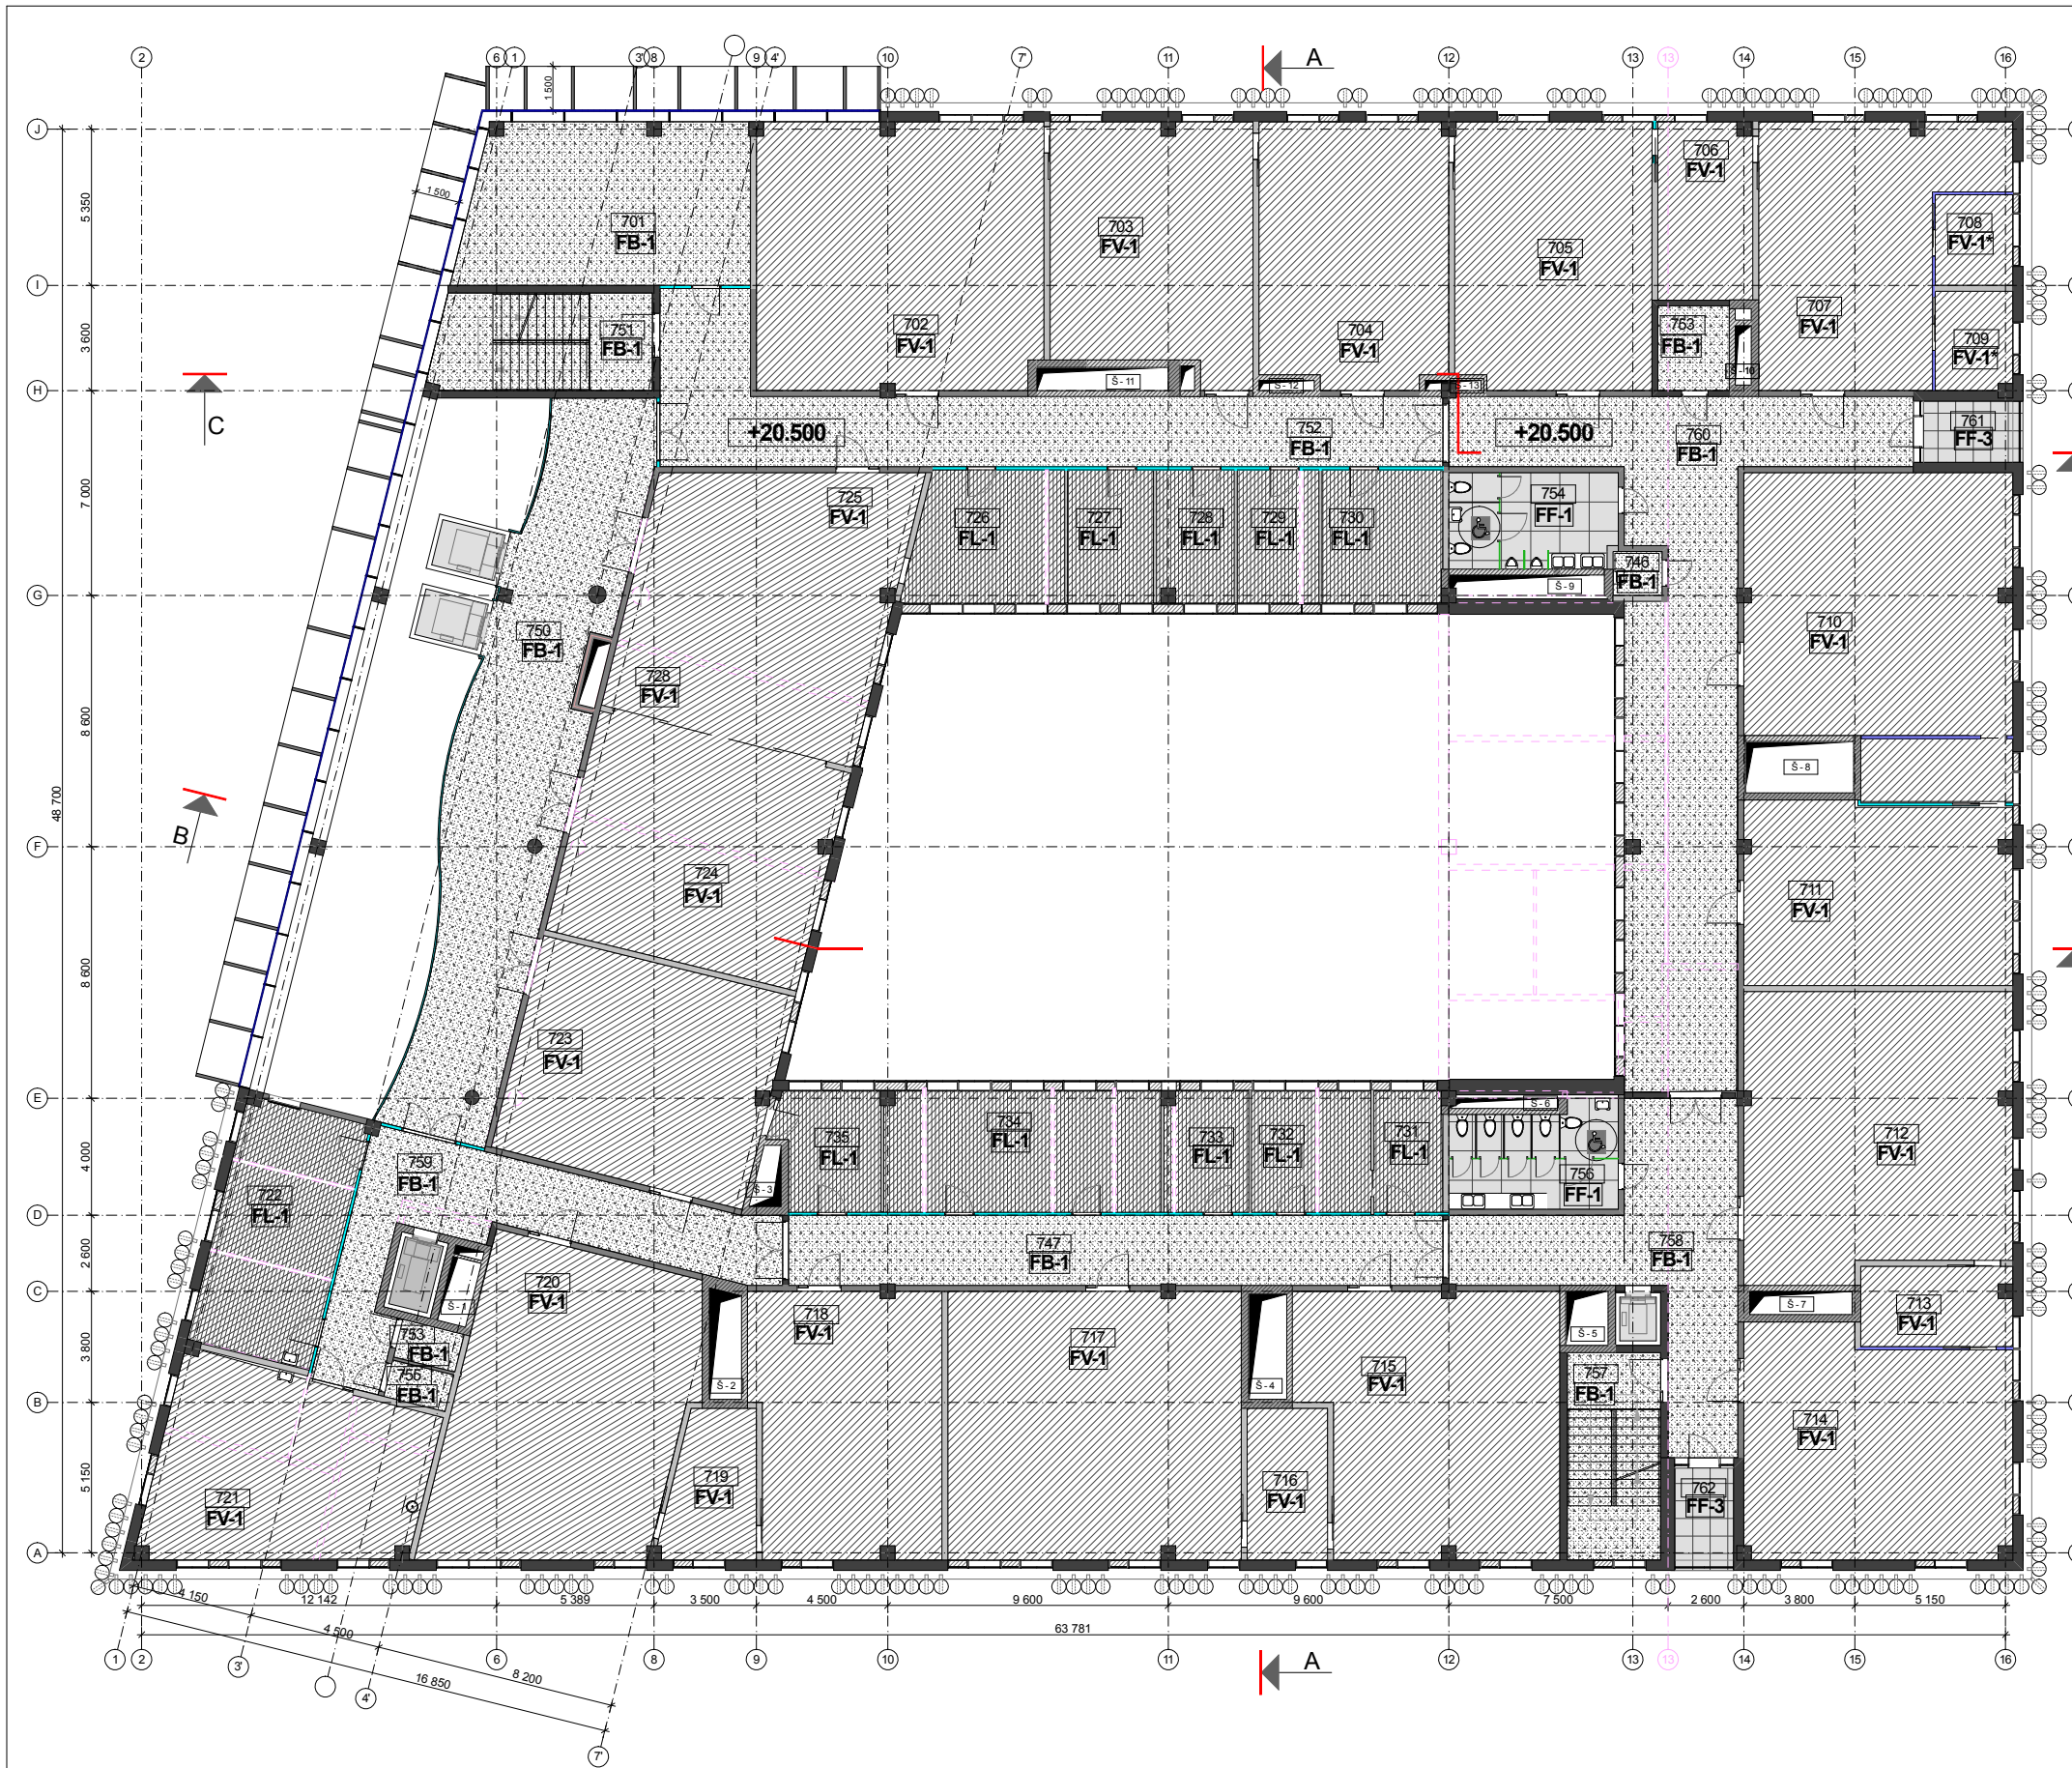 2
6
1
3'
8
9
4'
10
7'
11
A
12
13
13
14
15
16
1 500
J
1 500
5 350
701
FB-1
706
FV-1
703
FV-1
705
FV-1
708
FV-1*
I
3 600
751
FB-1
702
FV-1
704
FV-1
753
FB-1
707
FV-1
709
FV-1*
Š - 11
Š - 12
Š - 13
Š - 10
H
C
+20.500
752
FB-1
+20.500
760
FB-1
761
FF-3
7 000
725
FV-1
726
FL-1
727
FL-1
728
FL-1
729
FL-1
730
FL-1
754
FF-1
746
FB-1
Š - 9
G
750
FB-1
710
FV-1
728
FV-1
8 600
48 700
Š - 8
B
F
724
FV-1
711
FV-1
8 600
723
FV-1
E
Š - 6
4 000
759
FB-1
735
FL-1
734
FL-1
733
FL-1
732
FL-1
731
FL-1
756
FF-1
712
FV-1
722
FL-1
Š - 3
D
2 600
747
FB-1
758
FB-1
720
FV-1
C
Š - 1
718
FV-1
717
FV-1
715
FV-1
Š - 5
Š - 7
713
FV-1
3 800
753
FB-1
756
FB-1
Š - 2
Š - 4
757
FB-1
B
714
FV-1
5 150
721
FV-1
719
FV-1
716
FV-1
762
FF-3
A
4 150
12 142
5 389
3 500
4 500
9 600
9 600
7 500
2 600
3 800
5 150
63 781
4 500
8 200
16 850
1
2
3'
4'
6
8
9
10
11
A
12
13
13
14
15
16
7'